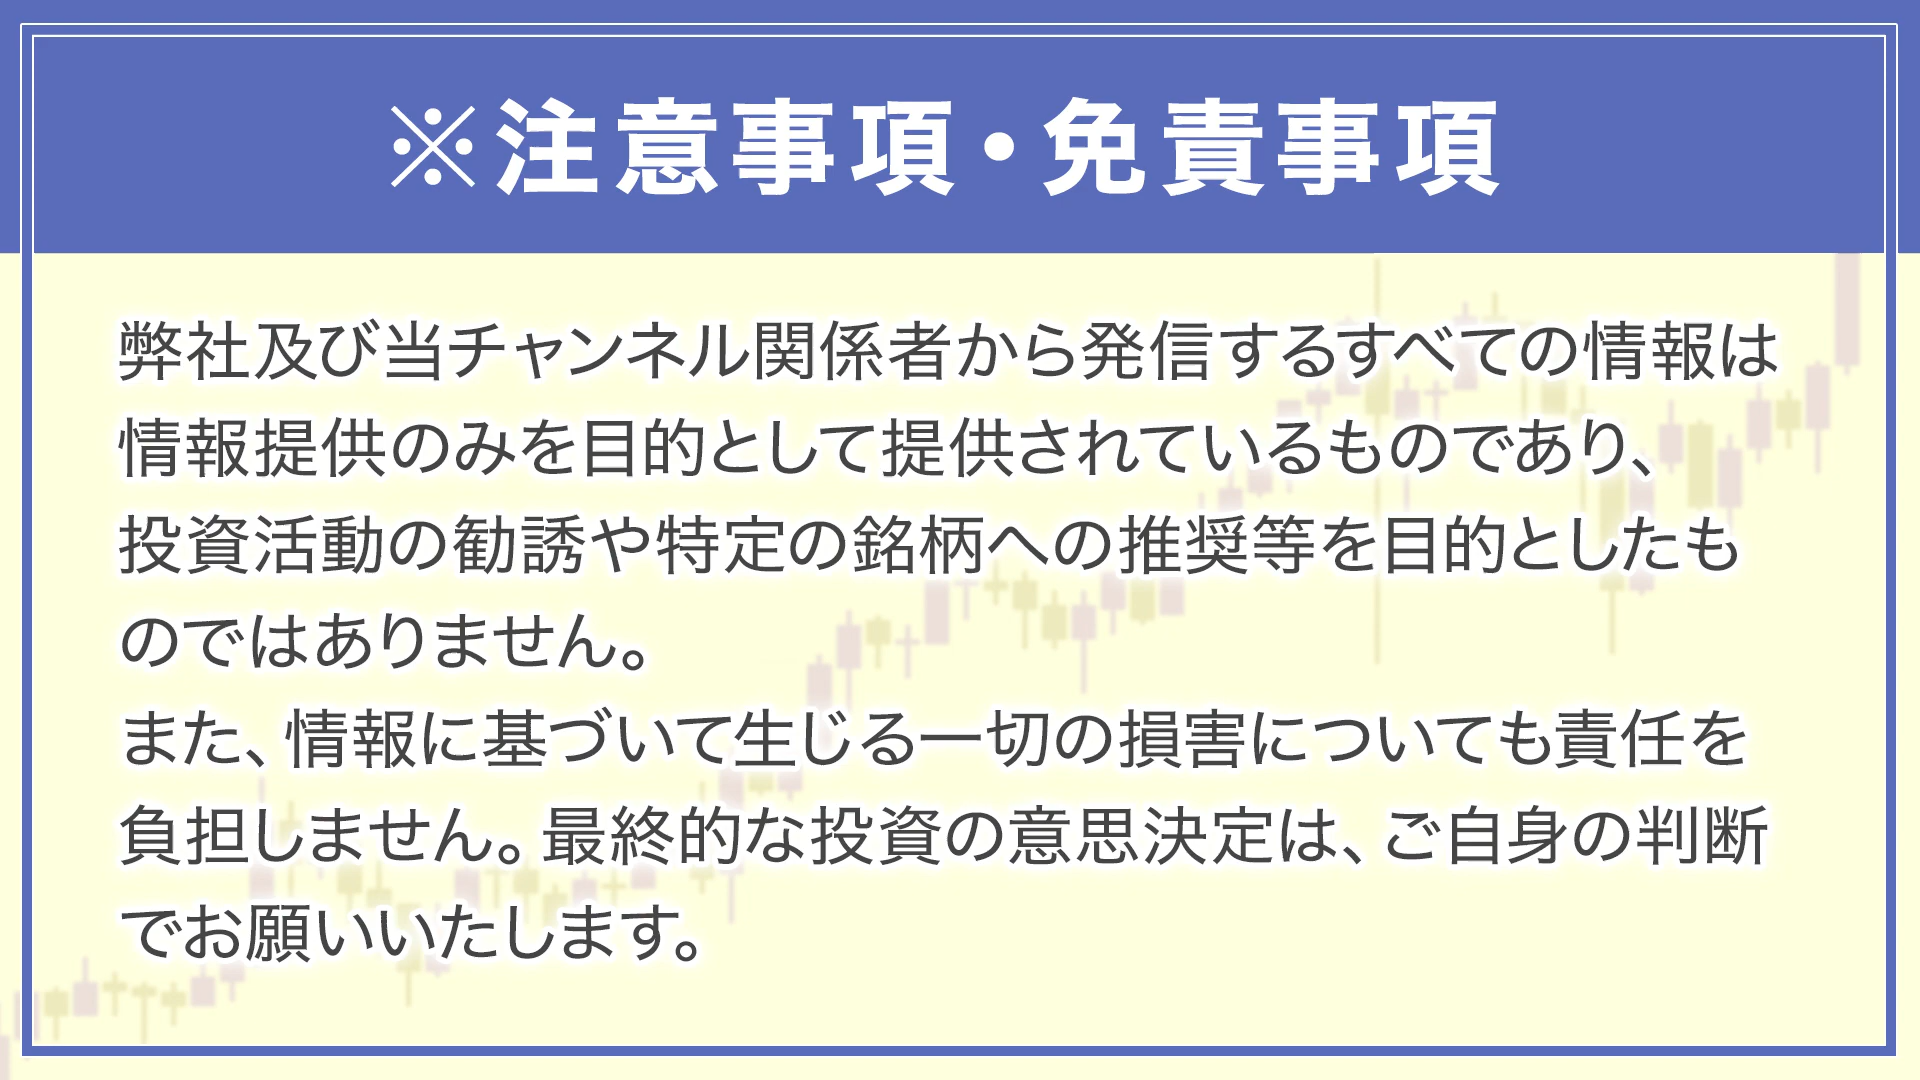 ※注意事項・免責事項
弊社及び当チャンネル関係者から発信するすべての情報は
情報提供のみを目的として提供されているものであり、
投資活動の勧誘や特定の銘柄への推奨等を目的としたも
のではありません。
また、情報に基づいて生じる一切の損害についても責任を
負担しません。最終的な投資の意思決定は、ご自身の判断
でお願いいたします。